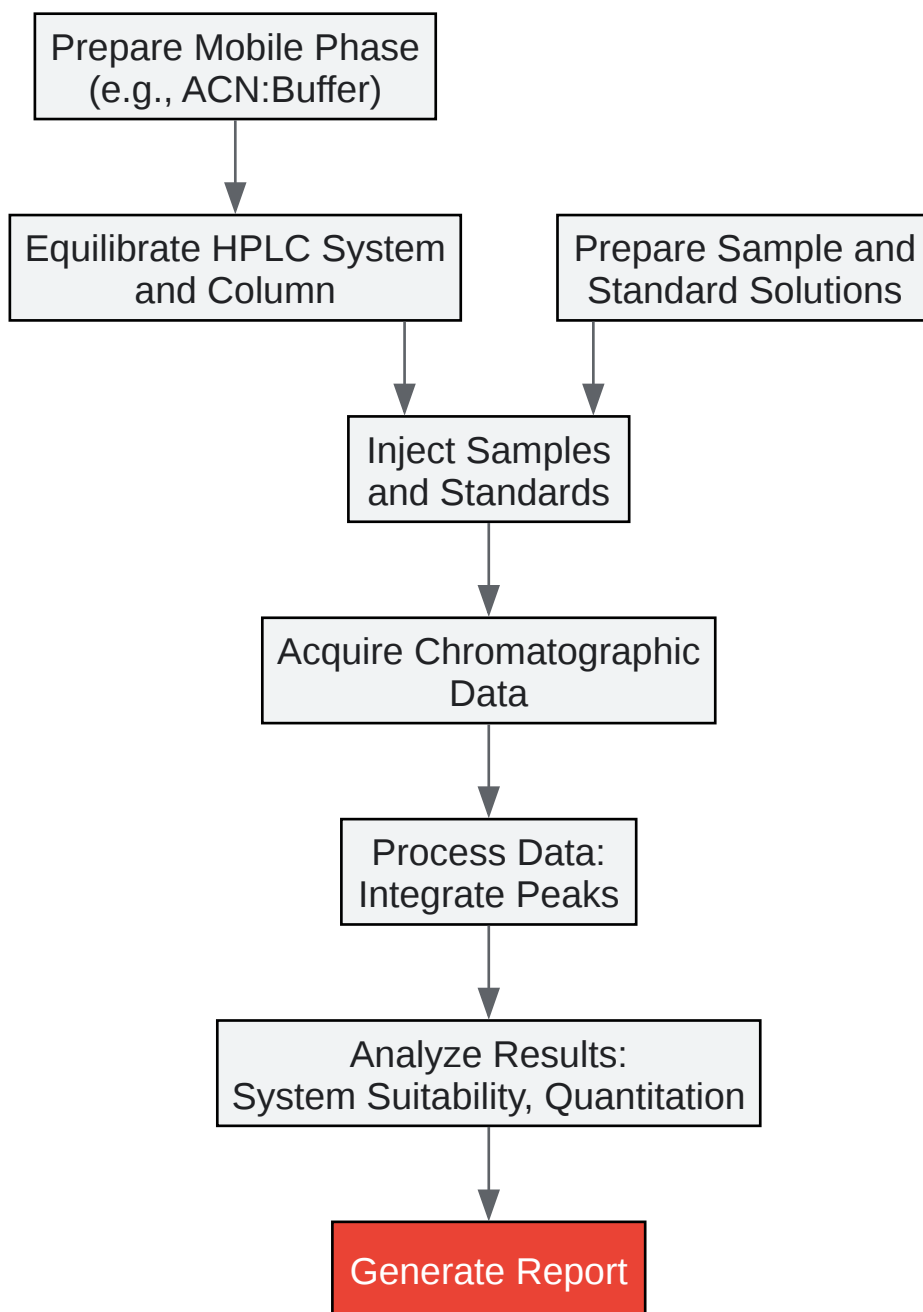 Prepare Mobile Phase
(e.g., ACN:Buffer)
Equilibrate HPLC System
and Column
Prepare Sample and
Standard Solutions
Inject Samples
and Standards
Acquire Chromatographic
Data
Process Data:
Integrate Peaks
Analyze Results:
System Suitability, Quantitation
Generate Report